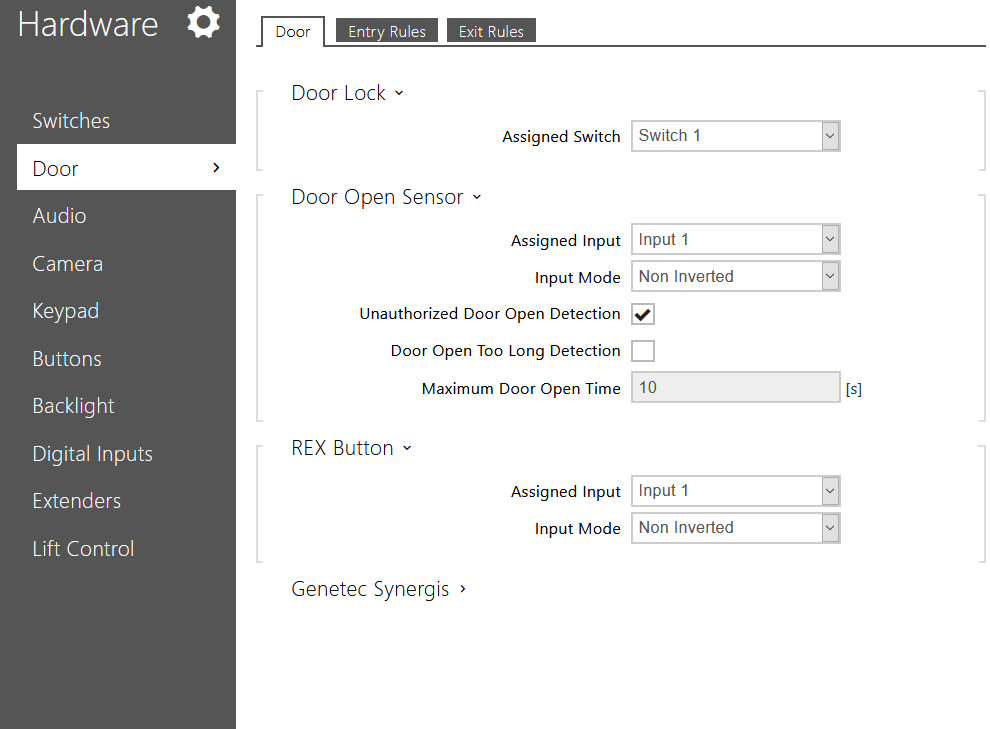 Hardware
Switches
Door
Audio
Camera
Keypad
Buttons
Backlight
Digital Inputs
Extenders
Lift Control
Door Entry Rules Exit Rules
Door Lock
Assigned Switch Switch 1
Door Open Sensor
Assigned Input Input 1
Input Mode Non Inverted
Unauthorized Door Open Detection
Door Open Too Long Detection
Maximum Door Open Time 10 [s]
REX Button
Assigned Input Input 1
Input Mode Non Inverted
Genetec Synergis